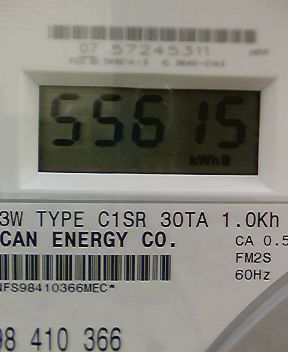 07 57245311
55615
kWh
3W TYPE C1SR 30TA 1.0Kh
CAN ENERGY CO.
CA 0.5
FM2S
60Hz
NFS98410366MEC*
98 410 366